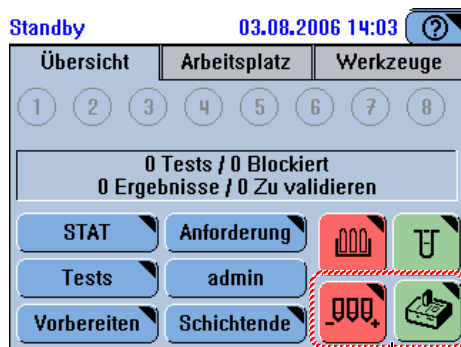 Standby 03.08.2006 14:03 ?
Übersicht Arbeitsplatz Werkzeuge
1 2 3 4 5 6 7 8
0 Tests / 0 Blockiert
0 Ergebnisse / 0 Zu validieren
STAT Anforderung
Tests admin
Vorbereiten Schichtende - +